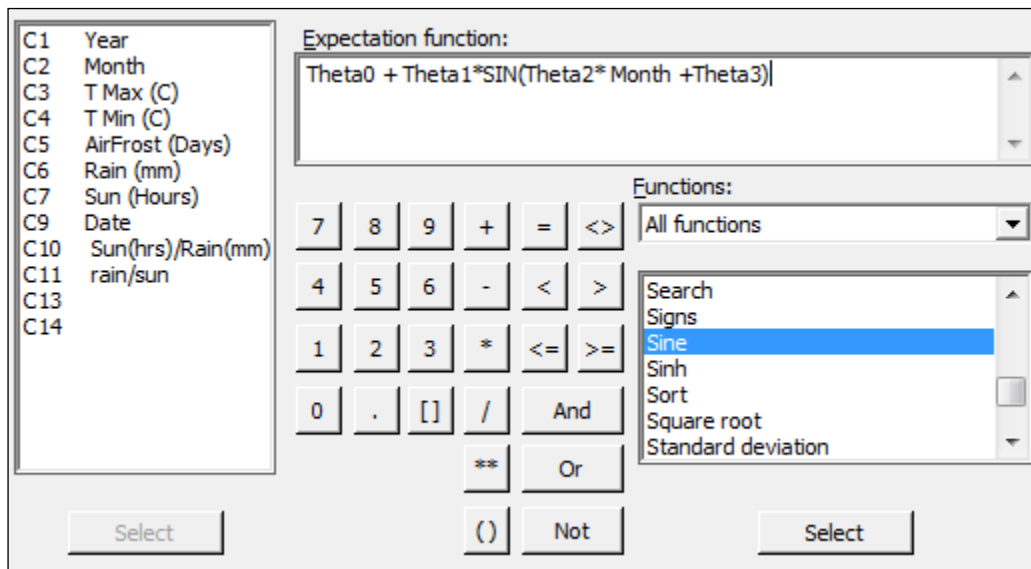 C1 Year
C2 Month
C3 T Max (C)
C4 T Min (C)
C5 AirFrost (Days)
C6 Rain (mm)
C7 Sun (Hours)
C9 Date
C10 Sun(hrs)/Rain(mm)
C11 rain/sun
C13
C14
Select
Expectation function:
Theta0 + Theta1*SIN(Theta2* Month +Theta3)
7 8 9 + = <>
4 5 6 - < >
1 2 3 * <= >=
0 . [] / And
** Or
() Not
Functions:
All functions
Search
Signs
Sine
Sinh
Sort
Square root
Standard deviation
Select